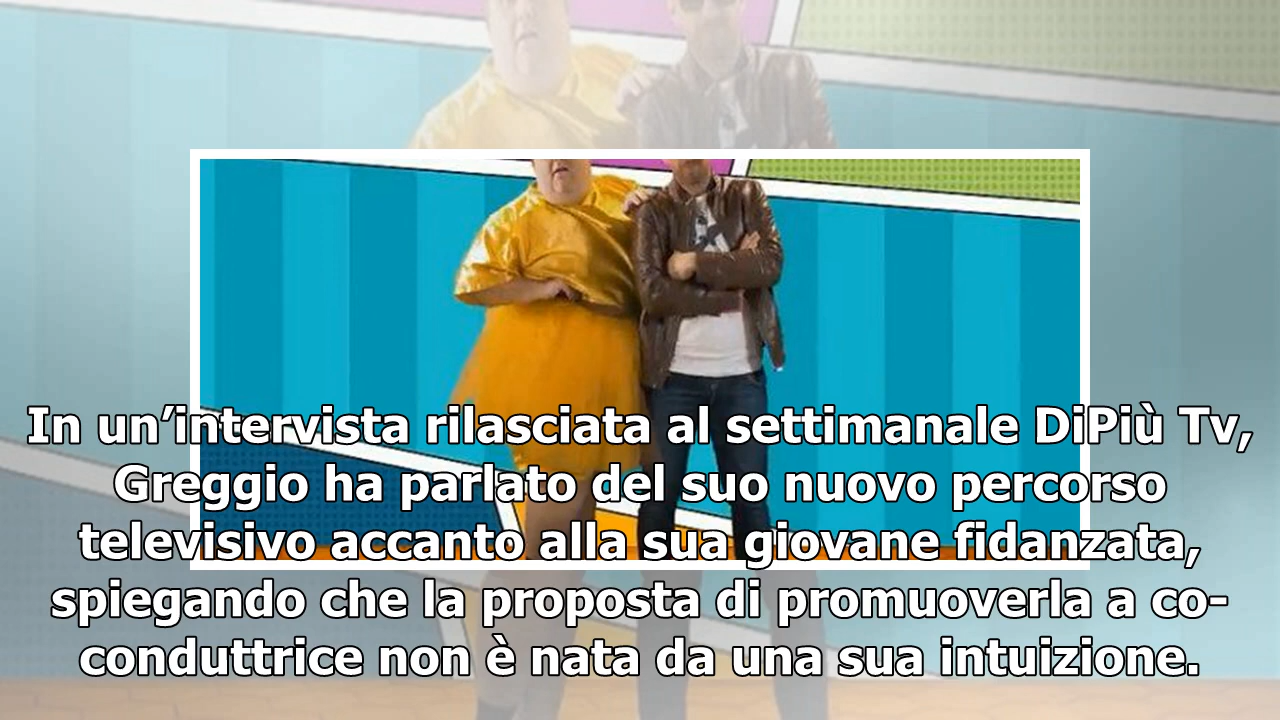 In un’intervista rilasciata al settimanale DiPiù Tv,
Greggio ha parlato del suo nuovo percorso
televisivo accanto alla sua giovane fidanzata,
spiegando che la proposta di promuoverla a co-
conduttrice non è nata da una sua intuizione.